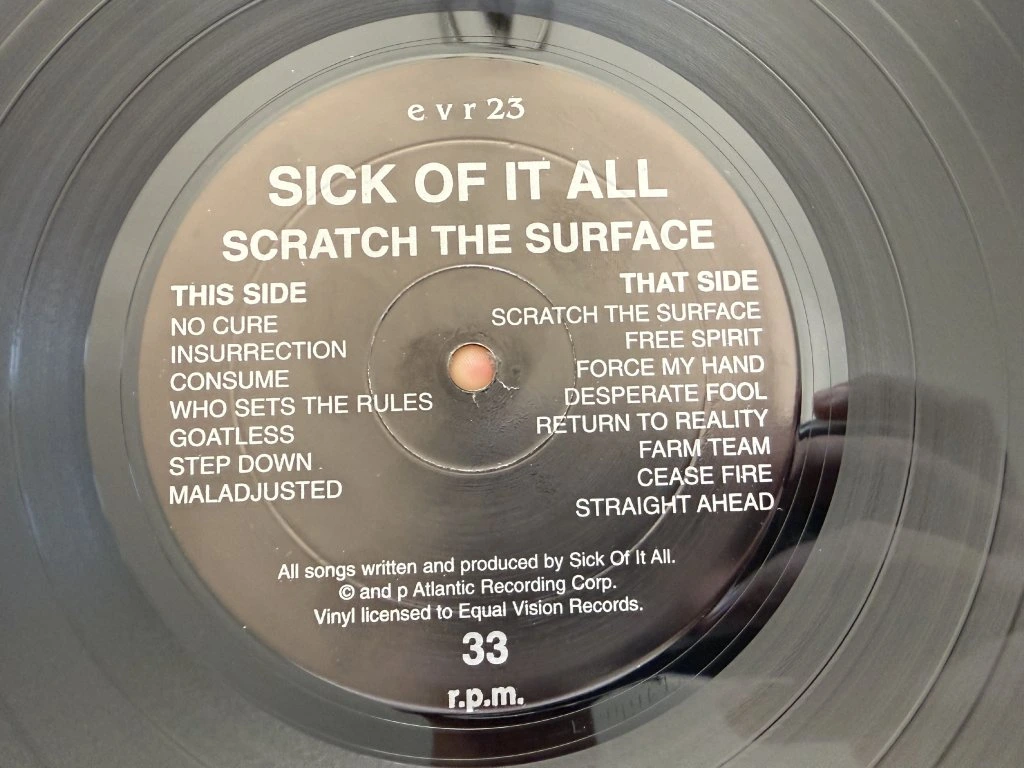 evr 23
SICK OF IT ALL
SCRATCH THE SURFACE
THIS SIDE
NO CURE
INSURRECTION
CONSUME
WHO SETS THE RULES
GOATLESS
STEP DOWN
MALADJUSTED
THAT SIDE
SCRATCH THE SURFACE
FREE SPIRIT
FORCE MY HAND
DESPERATE FOOL
RETURN TO REALITY
FARM TEAM
CEASE FIRE
STRAIGHT AHEAD
All songs written and produced by Sick Of It All.
© and p Atlantic Recording Corp.
Vinyl licensed to Equal Vision Records.
33
r.p.m.